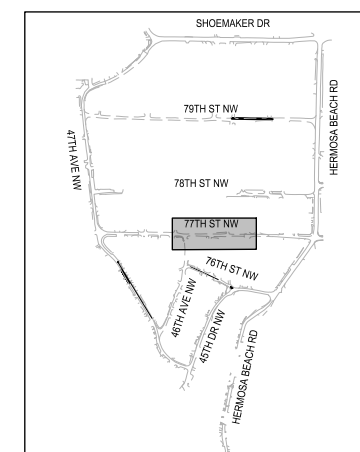 SHOEMAKER DR
79TH ST NW
47TH AVE NW
HERMOSA BEACH RD
78TH ST NW
77TH ST NW
76TH ST NW
46TH AVE NW
45TH DR NW
HERMOSA BEACH RD